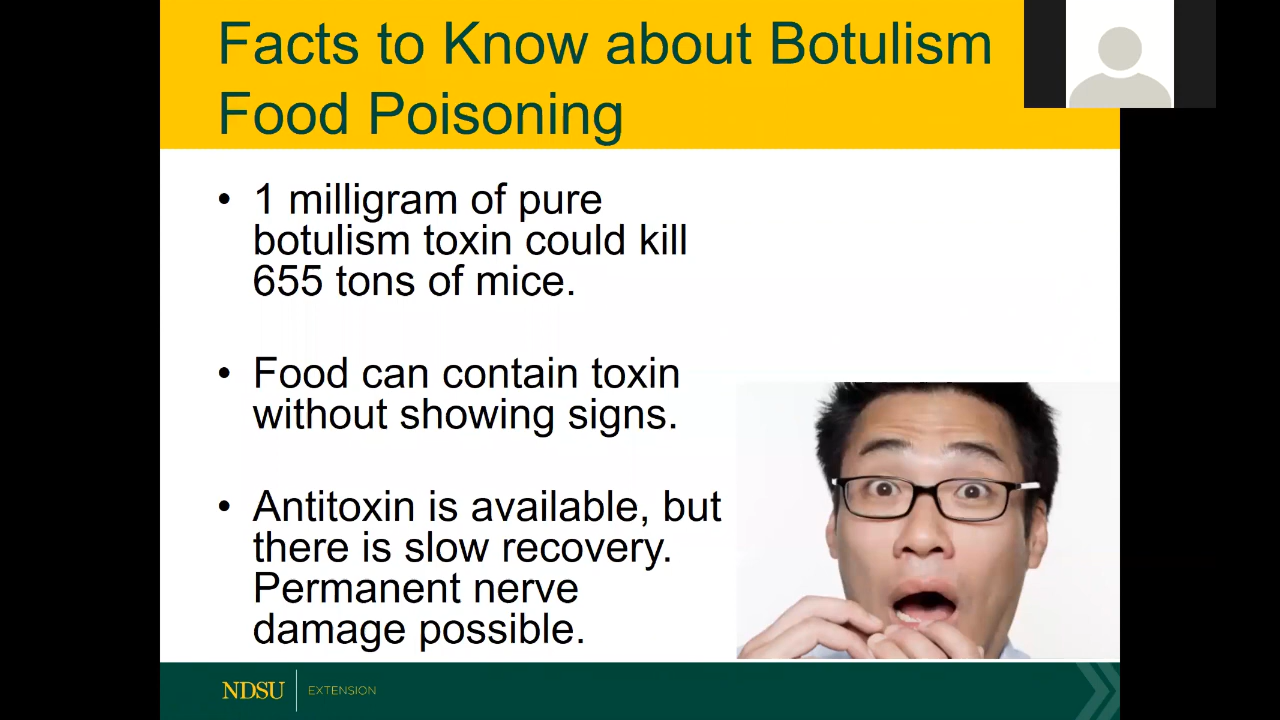 Facts to Know about Botulism
Food Poisoning
• 1 milligram of pure
botulism toxin could kill
655 tons of mice.
• Food can contain toxin
without showing signs.
• Antitoxin is available, but
there is slow recovery.
Permanent nerve
damage possible.
NDSU EXTENSION